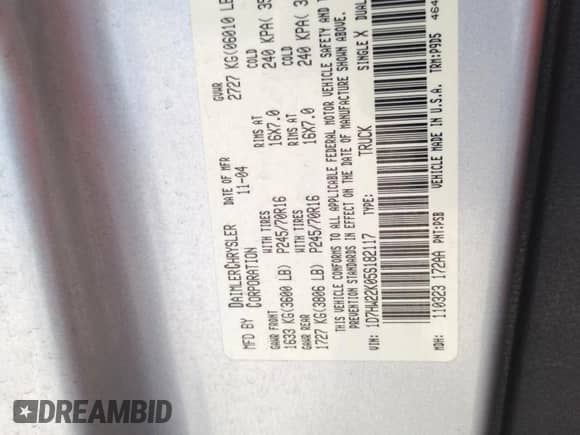 MFD BY DAIMLERCHRYSLER CORPORATION
DATE OF MFR 11-04
GVWR 2727 KG(06010 LB
GAWR FRONT WITH TIRES RIMS AT COLD
1633 KG(3600 LB) P245/70R16 16X7.0 240 KPA( 35
GAWR REAR WITH TIRES RIMS AT COLD
1727 KG(3806 LB) P245/70R16 16X7.0 240 KPA(
THIS VEHICLE CONFORMS TO ALL APPLICABLE FEDERAL MOTOR VEHICLE SAFETY AND
PREVENTION STANDARDS IN EFFECT ON THE DATE OF MANUFACTURE SHOWN ABOVE.
VIN: 1D7HW22K05S182117 TYPE: TRUCK SINGLE X DUAL
MDH: 110323 172AA PNT:PSB VEHICLE MADE IN U.S.A. TRM:P9D5 464
DREAMBID